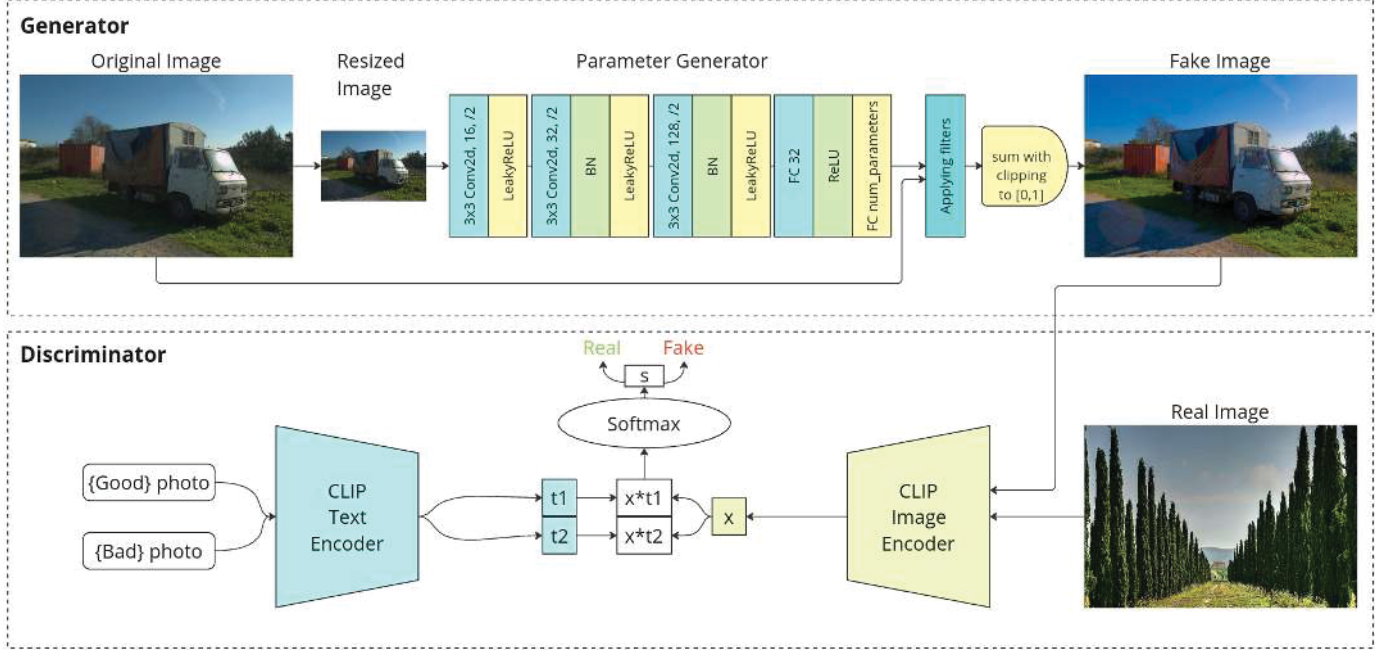 Generator
Original Image
Resized
Image
Parameter Generator
Fake Image
3x3 Conv2d, 16, /2
LeakyReLU
3x3 Conv2d, 32, /2
BN
LeakyReLU
3x3 Conv2d, 128, /2
BN
LeakyReLU
FC 32
ReLU
FC num_parameters
Applying filters
sum with
clipping
to [0,1]
Discriminator
Real
Fake
s
Softmax
Real Image
{Good} photo
{Bad} photo
CLIP
Text
Encoder
t1
t2
x*t1
x*t2
x
CLIP
Image
Encoder